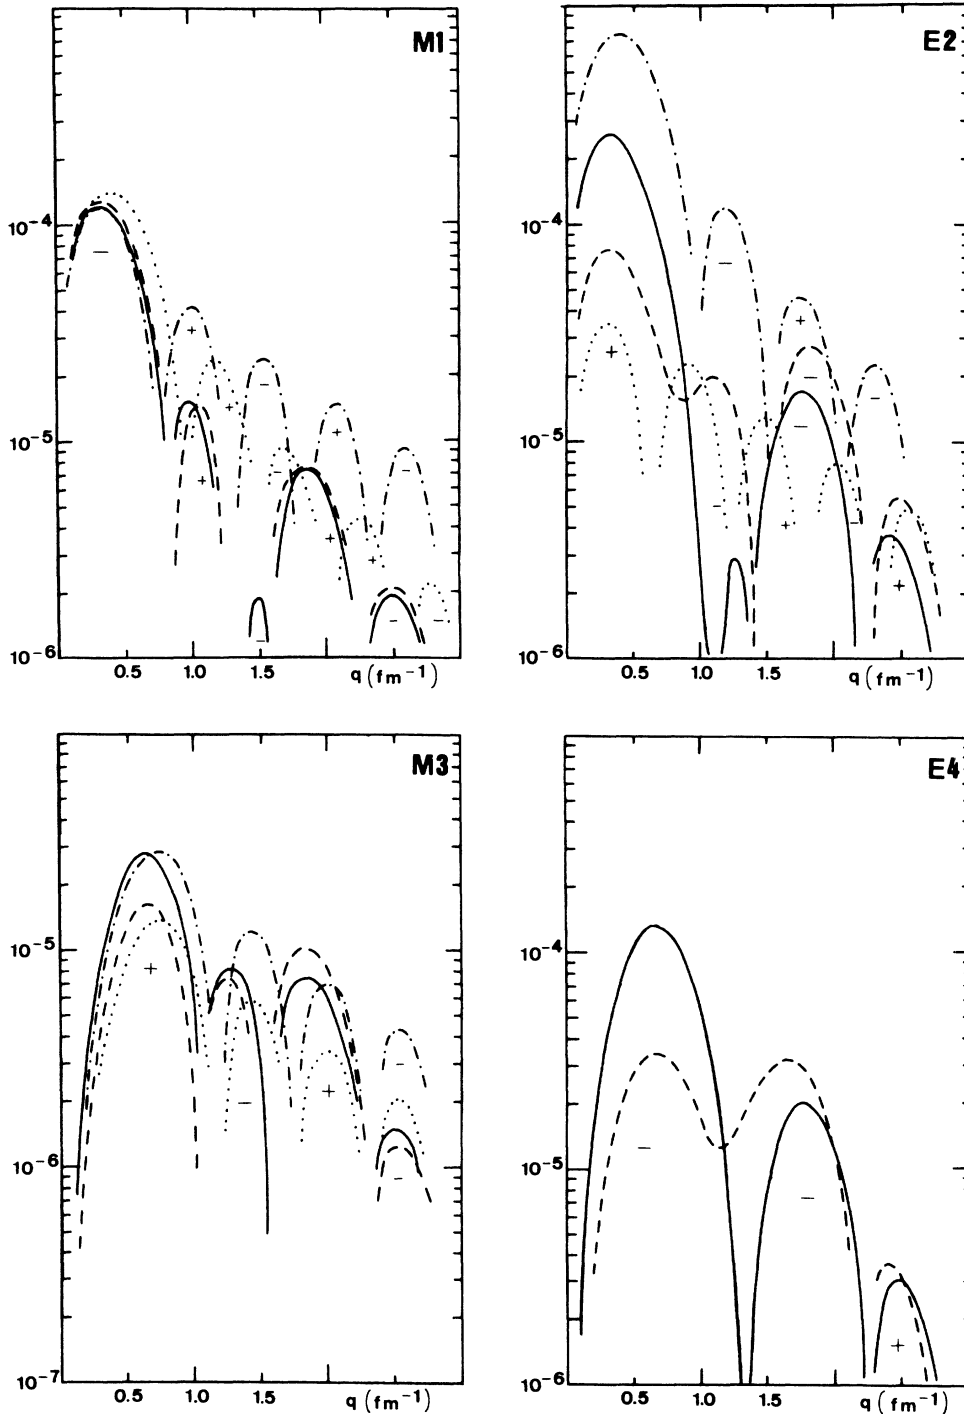 M1
10⁻⁴
10⁻⁵
10⁻⁶
0.5 1.0 1.5 q (fm⁻¹)
− + − + − + + − + − −
E2
10⁻⁴
10⁻⁵
10⁻⁶
0.5 1.0 1.5 q (fm⁻¹)
− + + − − − − + − +
M3
10⁻⁵
10⁻⁶
10⁻⁷
0.5 1.0 1.5 q (fm⁻¹)
+ − + − −
E4
10⁻⁴
10⁻⁵
10⁻⁶
0.5 1.0 1.5 q (fm⁻¹)
− − +